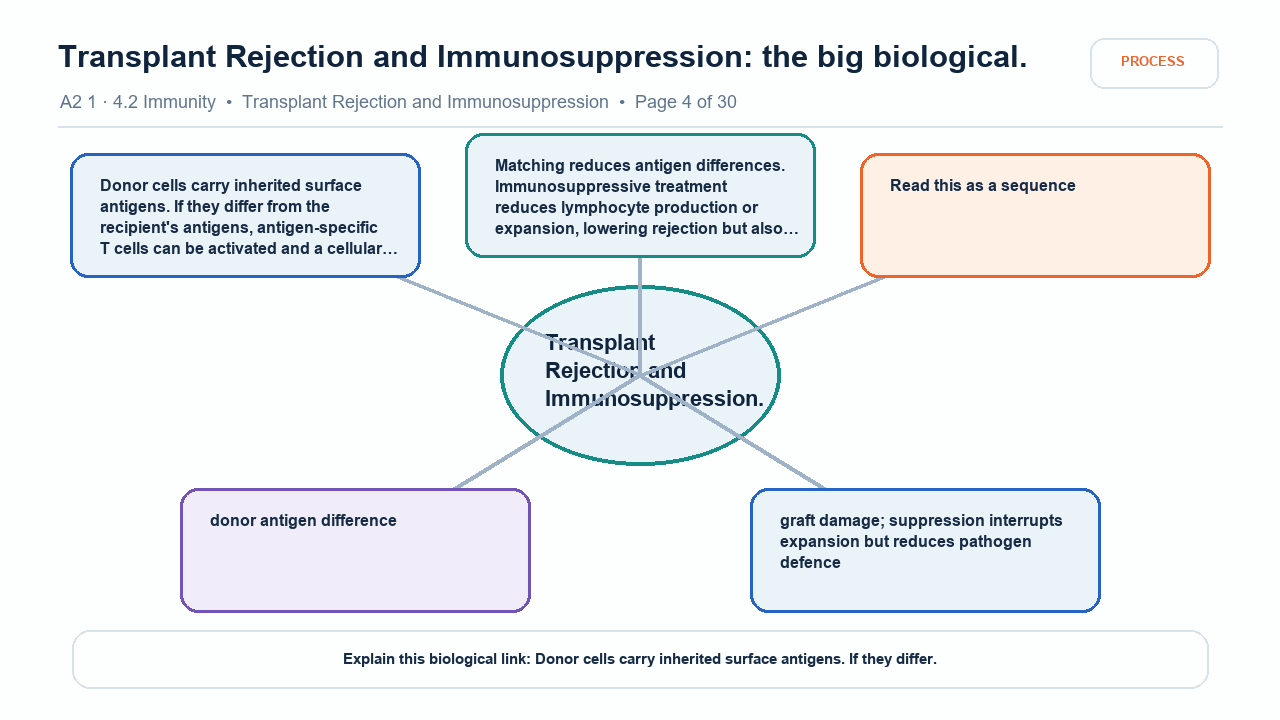 Transplant Rejection and Immunosuppression: the big biological.
PROCESS
A2 1 · 4.2 Immunity • Transplant Rejection and Immunosuppression • Page 4 of 30
Donor cells carry inherited surface
antigens. If they differ from the
recipient's antigens, antigen-specific
T cells can be activated and a cellular…
Matching reduces antigen differences.
Immunosuppressive treatment
reduces lymphocyte production or
expansion, lowering rejection but also…
Read this as a sequence
Transplant
Rejection and
Immunosuppression.
donor antigen difference
graft damage; suppression interrupts
expansion but reduces pathogen
defence
Explain this biological link: Donor cells carry inherited surface antigens. If they differ.